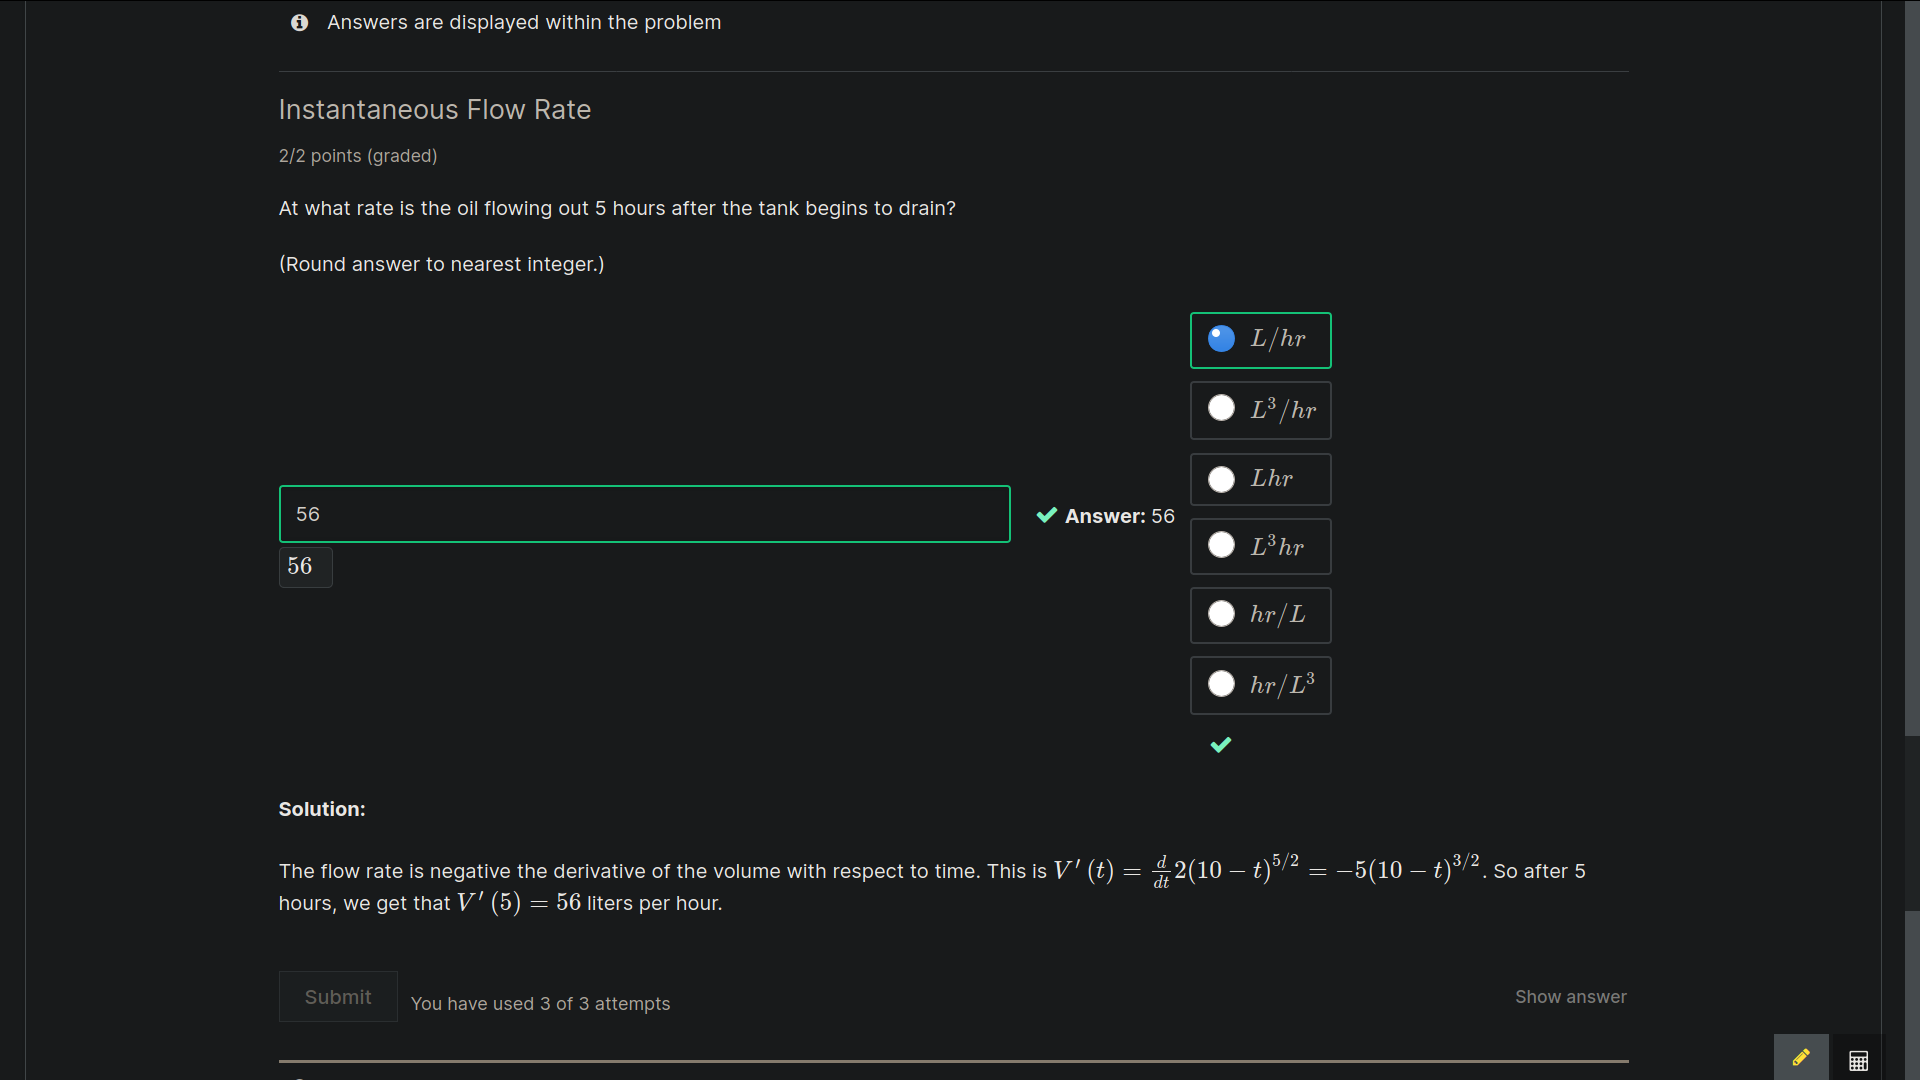 Answers are displayed within the problem
Instantaneous Flow Rate
2/2 points (graded)
At what rate is the oil flowing out 5 hours after the tank begins to drain?
(Round answer to nearest integer.)
L/hr
L³/hr
Lhr
L³hr
hr/L
hr/L³
56
Answer: 56
56
Solution:
The flow rate is negative the derivative of the volume with respect to time. This is V′(t) = d/dt 2(10 − t)^{5/2} = −5(10 − t)^{3/2}. So after 5
hours, we get that V′(5) = 56 liters per hour.
Submit
You have used 3 of 3 attempts
Show answer